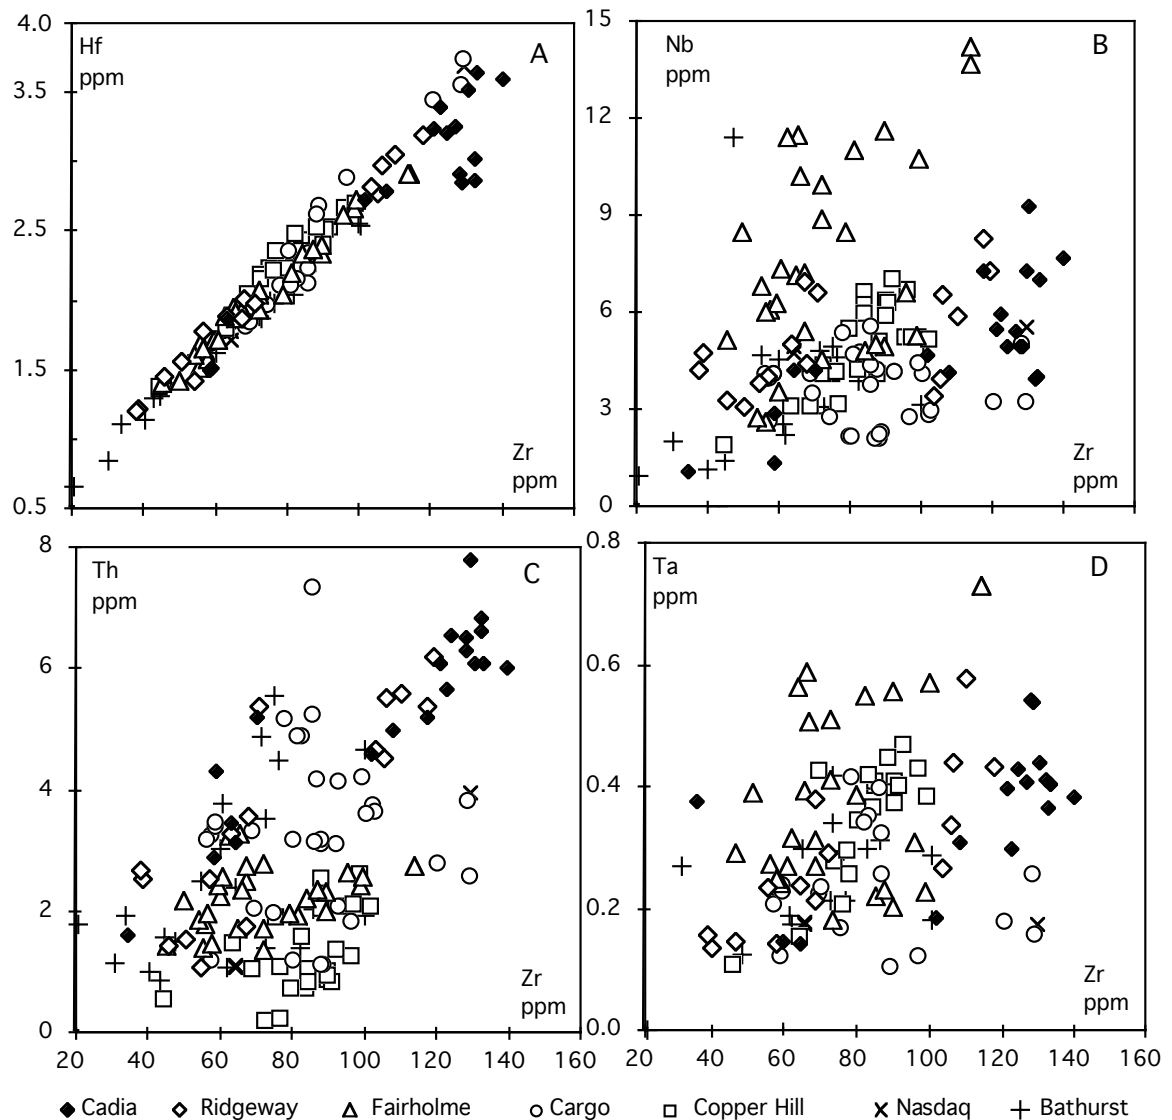 4.0
Hf
ppm
A
3.5
2.5
1.5
Zr
ppm
0.5
15
Nb
ppm
B
12
9
6
3
Zr
ppm
0
8
Th
ppm
C
6
4
2
Zr
ppm
0
20 40 60 80 100 120 140 160
0.8
Ta
ppm
D
0.6
0.4
0.2
Zr
ppm
0.0
20 40 60 80 100 120 140 160
Cadia Ridgeway Fairholme Cargo Copper Hill Nasdaq Bathurst